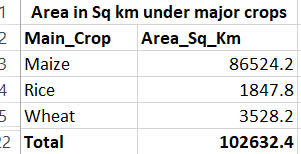 1 Area in Sq km under major crops
2 Main_Crop Area_Sq_Km
3 Maize 86524.2
4 Rice 1847.8
5 Wheat 3528.2
22 Total 102632.4